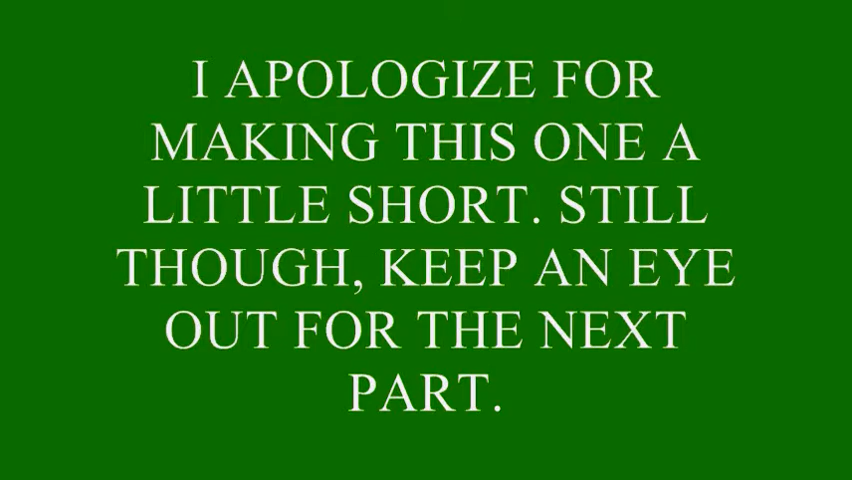 I APOLOGIZE FOR
MAKING THIS ONE A
LITTLE SHORT. STILL
THOUGH, KEEP AN EYE
OUT FOR THE NEXT
PART.